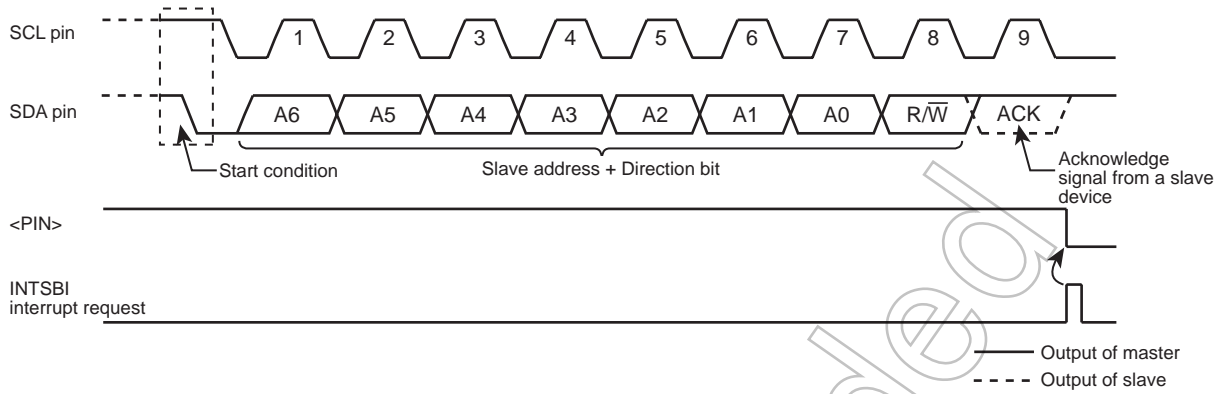 SCL pin
1 2 3 4 5 6 7 8 9
SDA pin
A6 A5 A4 A3 A2 A1 A0 R/W̅ ACK
Start condition
Slave address + Direction bit
Acknowledge
signal from a slave
device
<PIN>
INTSBI
interrupt request
Output of master
Output of slave
ded